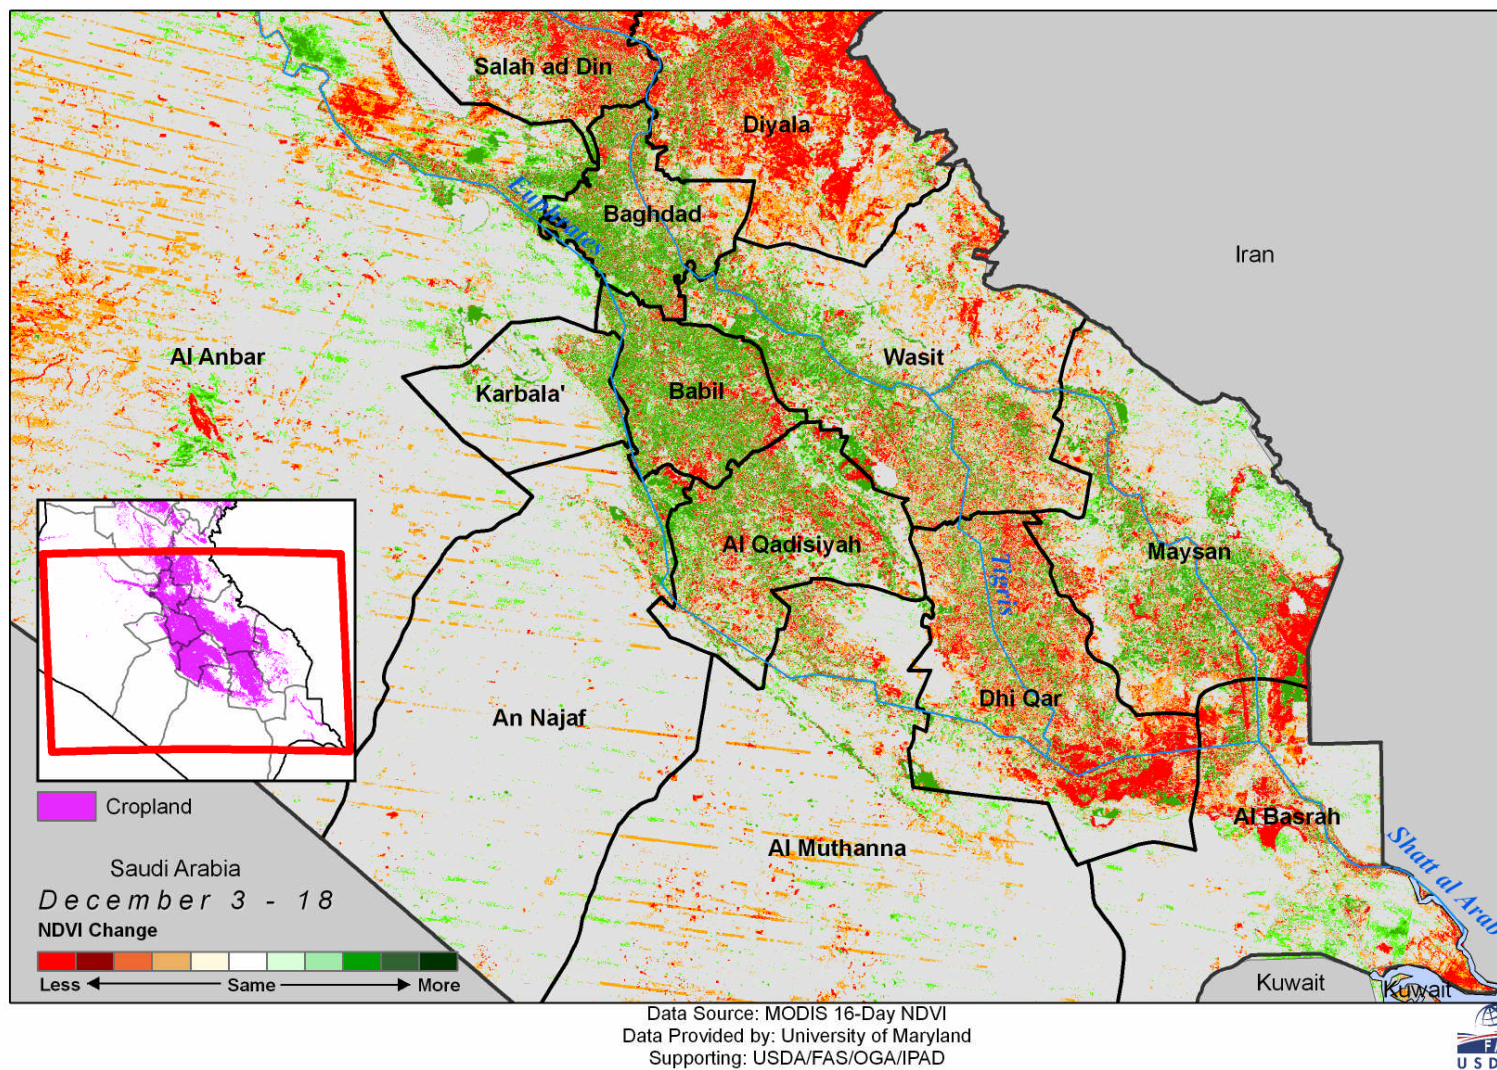 Salah ad Din
Diyala
Euphrates
Baghdad
Iran
Al Anbar
Wasit
Karbala'
Babil
Al Qadisiyah
Tigris
Maysan
An Najaf
Dhi Qar
Al Basrah
Al Muthanna
Shatt al Arab
Cropland
Saudi Arabia
December 3 - 18
NDVI Change
Less
Same
More
Kuwait
Kuwait
Data Source: MODIS 16-Day NDVI
Data Provided by: University of Maryland
Supporting: USDA/FAS/OGA/IPAD